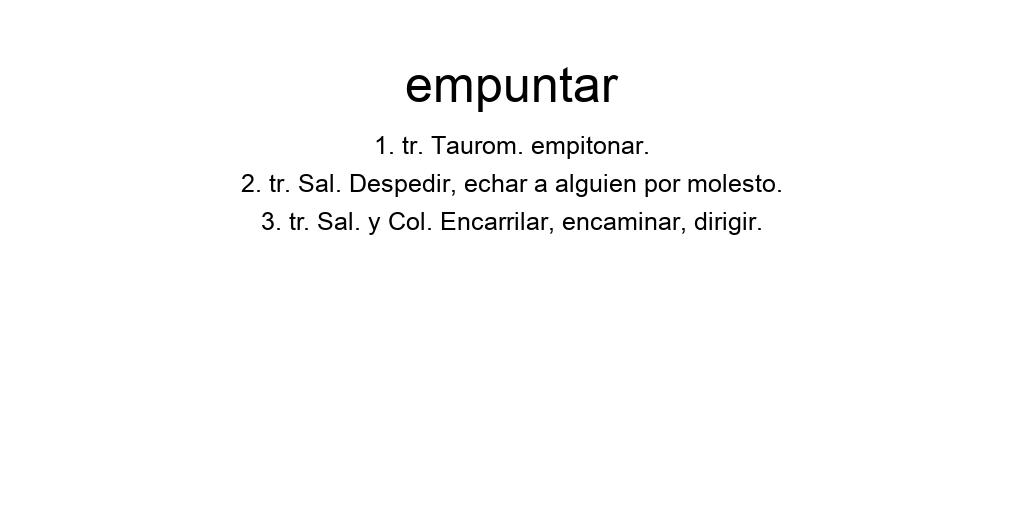 empuntar
1. tr. Taurom. empitonar.
2. tr. Sal. Despedir, echar a alguien por molesto.
3. tr. Sal. y Col. Encarrilar, encaminar, dirigir.